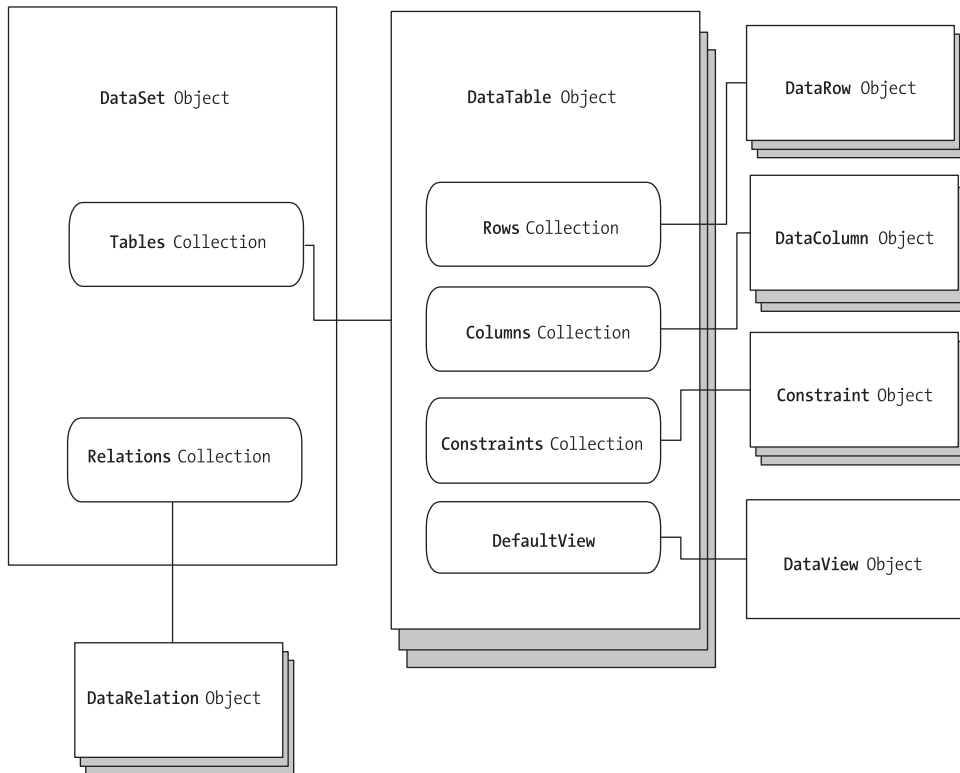 DataSet Object
Tables Collection
Relations Collection
DataRelation Object
DataTable Object
Rows Collection
Columns Collection
Constraints Collection
DefaultView
DataRow Object
DataColumn Object
Constraint Object
DataView Object